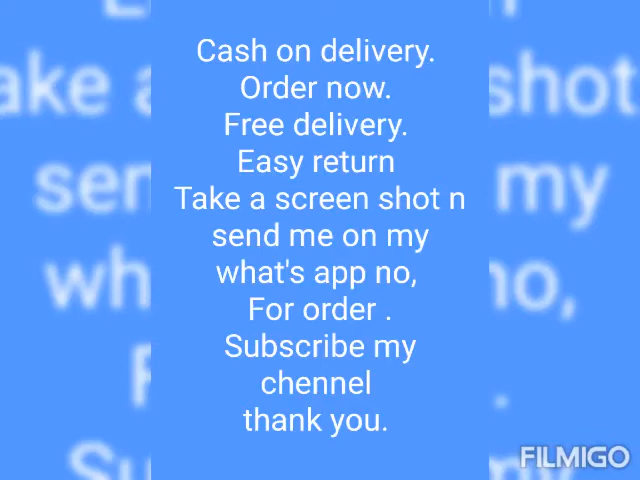 Cash on delivery.
Order now.
Free delivery.
Easy return
Take a screen shot n
send me on my
what's app no,
For order .
Subscribe my
chennel
thank you.
FILMIGO